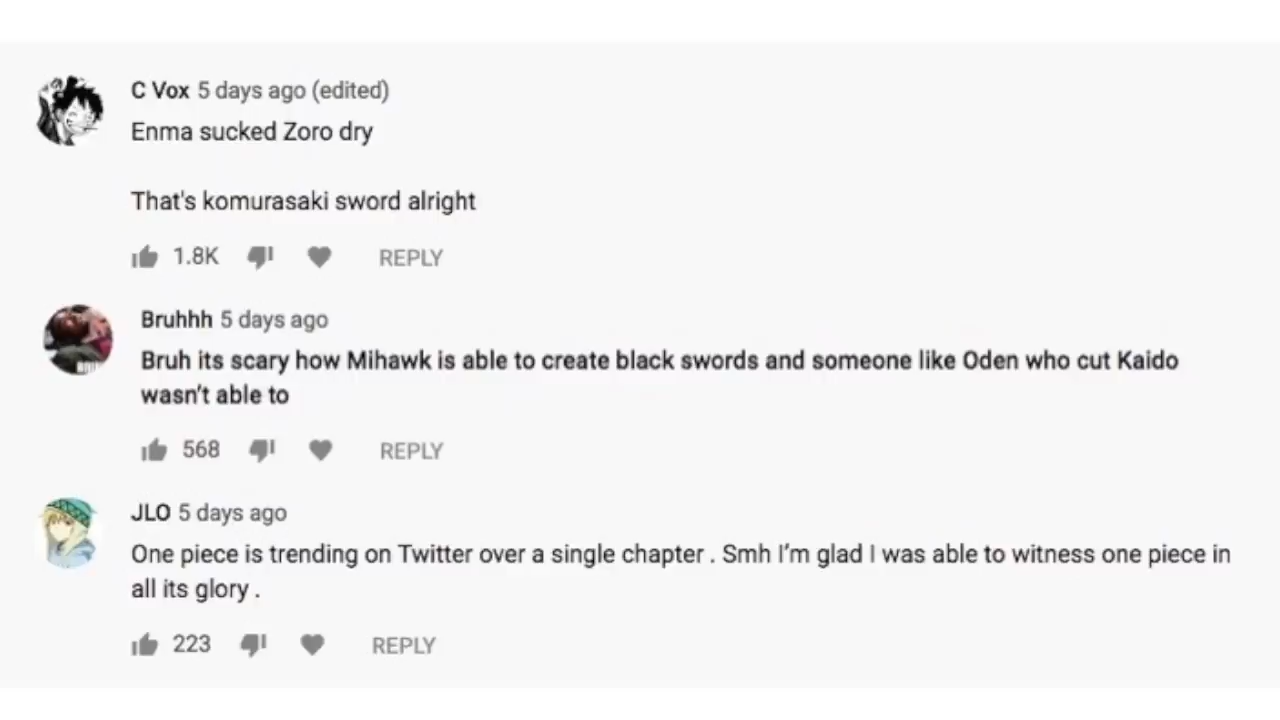 C Vox 5 days ago (edited)
Enma sucked Zoro dry
That's komurasaki sword alright
1.8K REPLY
Bruhhh 5 days ago
Bruh its scary how Mihawk is able to create black swords and someone like Oden who cut Kaido
wasn't able to
568 REPLY
JLO 5 days ago
One piece is trending on Twitter over a single chapter . Smh I'm glad I was able to witness one piece in
all its glory .
223 REPLY